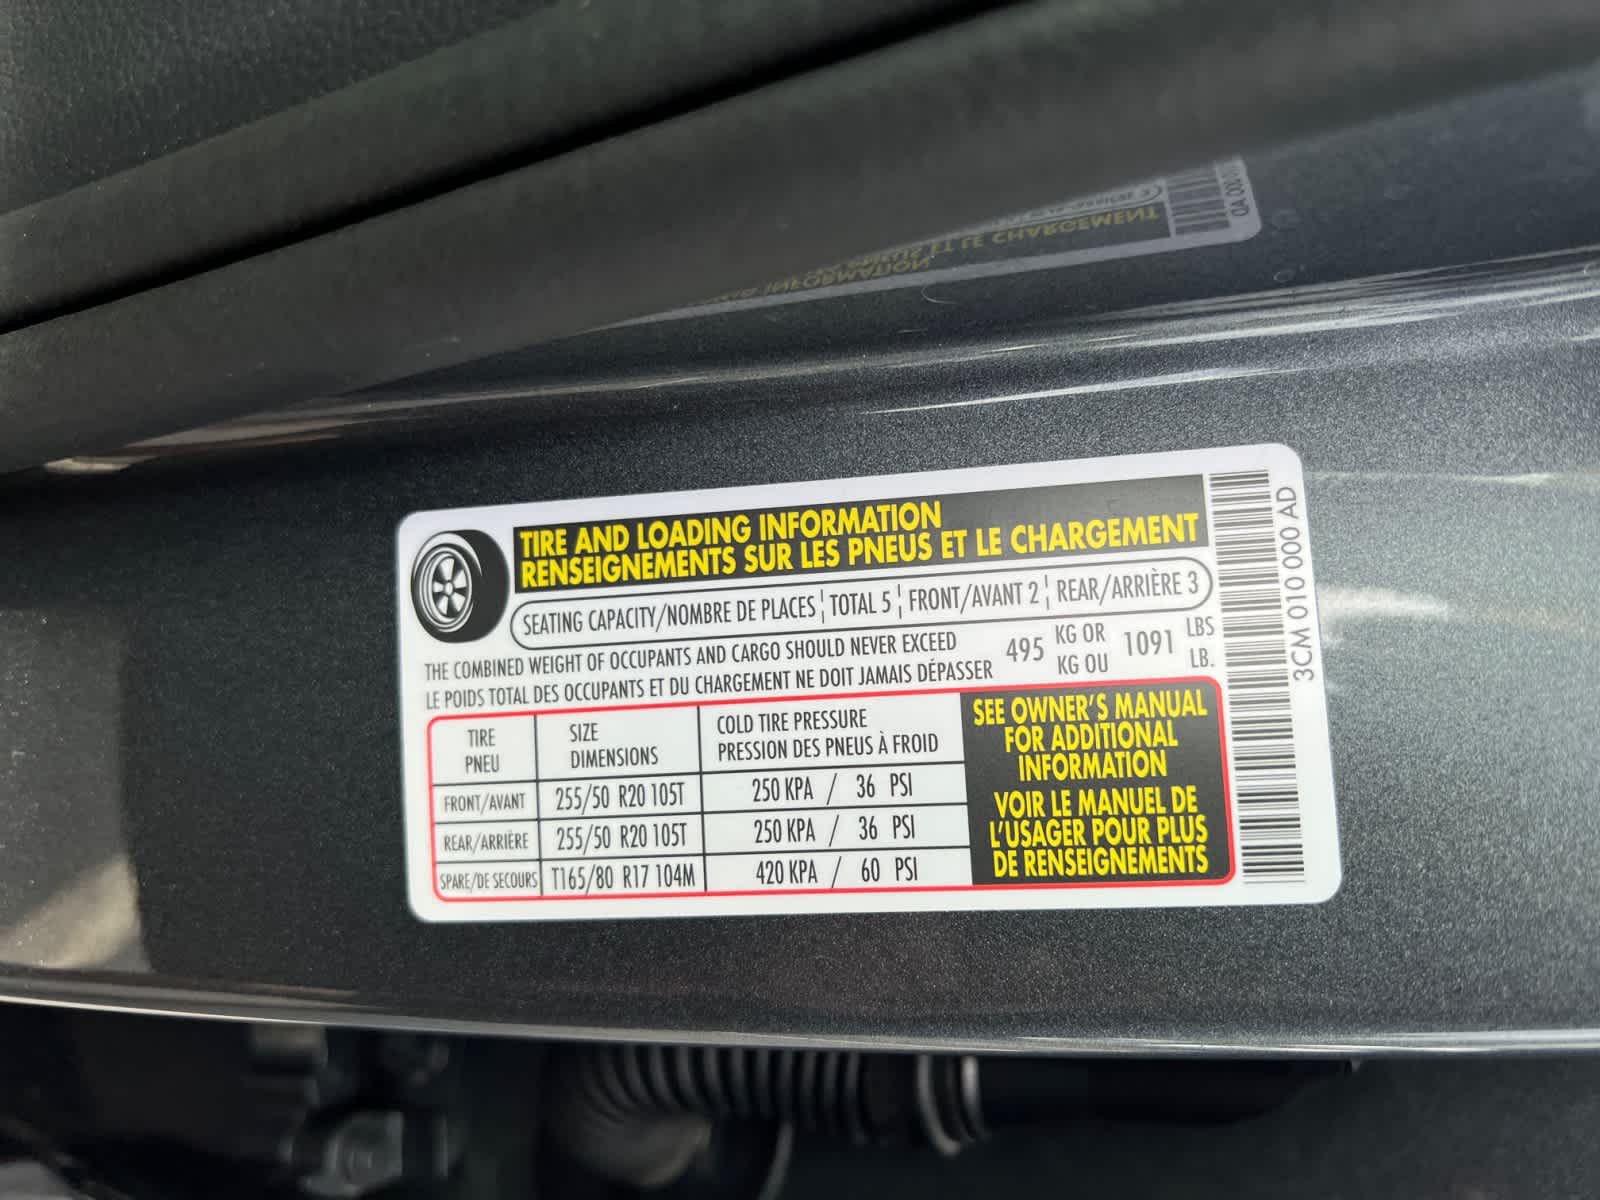 TIRE AND LOADING INFORMATION
RENSEIGNEMENTS SUR LES PNEUS ET LE CHARGEMENT
SEATING CAPACITY/NOMBRE DE PLACES ¦ TOTAL 5 ¦ FRONT/AVANT 2 ¦ REAR/ARRIÈRE 3
THE COMBINED WEIGHT OF OCCUPANTS AND CARGO SHOULD NEVER EXCEED
LE POIDS TOTAL DES OCCUPANTS ET DU CHARGEMENT NE DOIT JAMAIS DÉPASSER
495 KG OR 1091 LBS
KG OU LB.
TIRE
PNEU
SIZE
DIMENSIONS
COLD TIRE PRESSURE
PRESSION DES PNEUS À FROID
FRONT/AVANT 255/50 R20 105T 250 KPA / 36 PSI
REAR/ARRIÈRE 255/50 R20 105T 250 KPA / 36 PSI
SPARE/DE SECOURS T165/80 R17 104M 420 KPA / 60 PSI
SEE OWNER'S MANUAL
FOR ADDITIONAL
INFORMATION
VOIR LE MANUEL DE
L'USAGER POUR PLUS
DE RENSEIGNEMENTS
3CM 010 000 AD